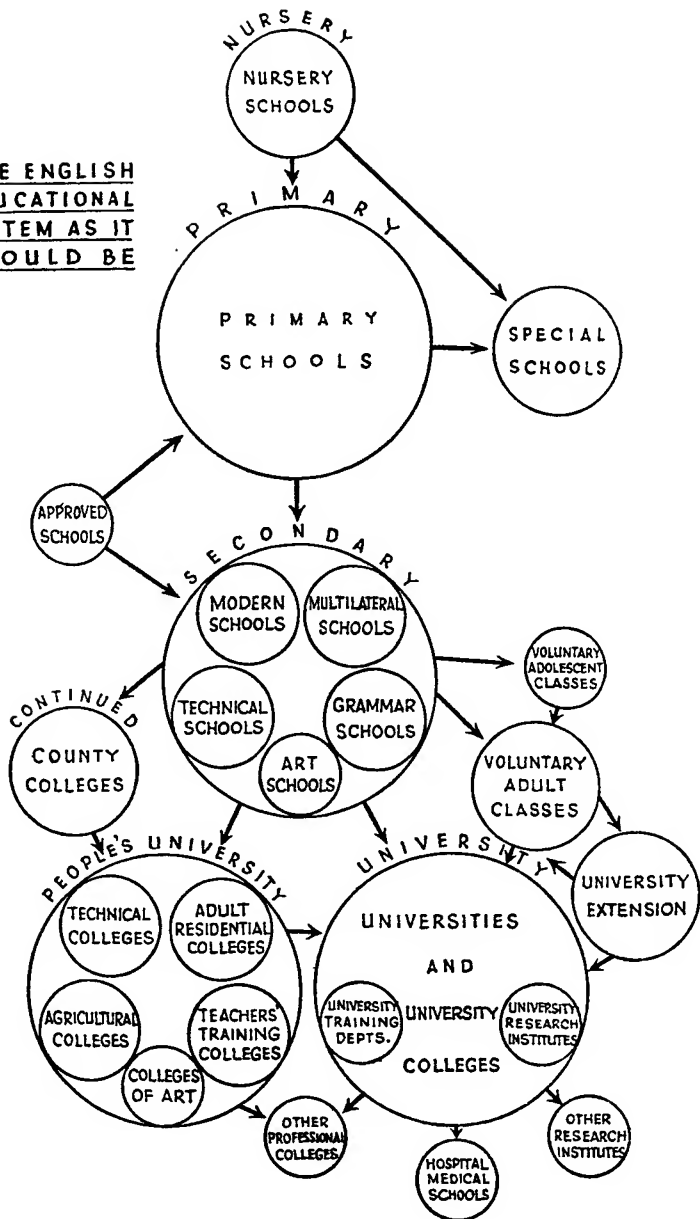 NURSERY
NURSERY
SCHOOLS
E ENGLISH
UCATIONAL
TEM AS IT
OULD BE
PRIMARY
PRIMARY
SCHOOLS
SPECIAL
SCHOOLS
APPROVED
SCHOOLS
SECONDARY
MODERN
SCHOOLS
MULTILATERAL
SCHOOLS
TECHNICAL
SCHOOLS
GRAMMAR
SCHOOLS
ART
SCHOOLS
VOLUNTARY
ADOLESCENT
CLASSES
CONTINUED
COUNTY
COLLEGES
VOLUNTARY
ADULT
CLASSES
UNIVERSITY
EXTENSION
PEOPLE'S UNIVERSITY
TECHNICAL
COLLEGES
ADULT
RESIDENTIAL
COLLEGES
AGRICULTURAL
COLLEGES
TEACHERS'
TRAINING
COLLEGES
COLLEGES
OF ART
UNIVERSITY
UNIVERSITIES
AND
UNIVERSITY
COLLEGES
UNIVERSITY
TRAINING
DEPTS.
UNIVERSITY
RESEARCH
INSTITUTES
OTHER
PROFESSIONAL
COLLEGES
HOSPITAL
MEDICAL
SCHOOLS
OTHER
RESEARCH
INSTITUTES